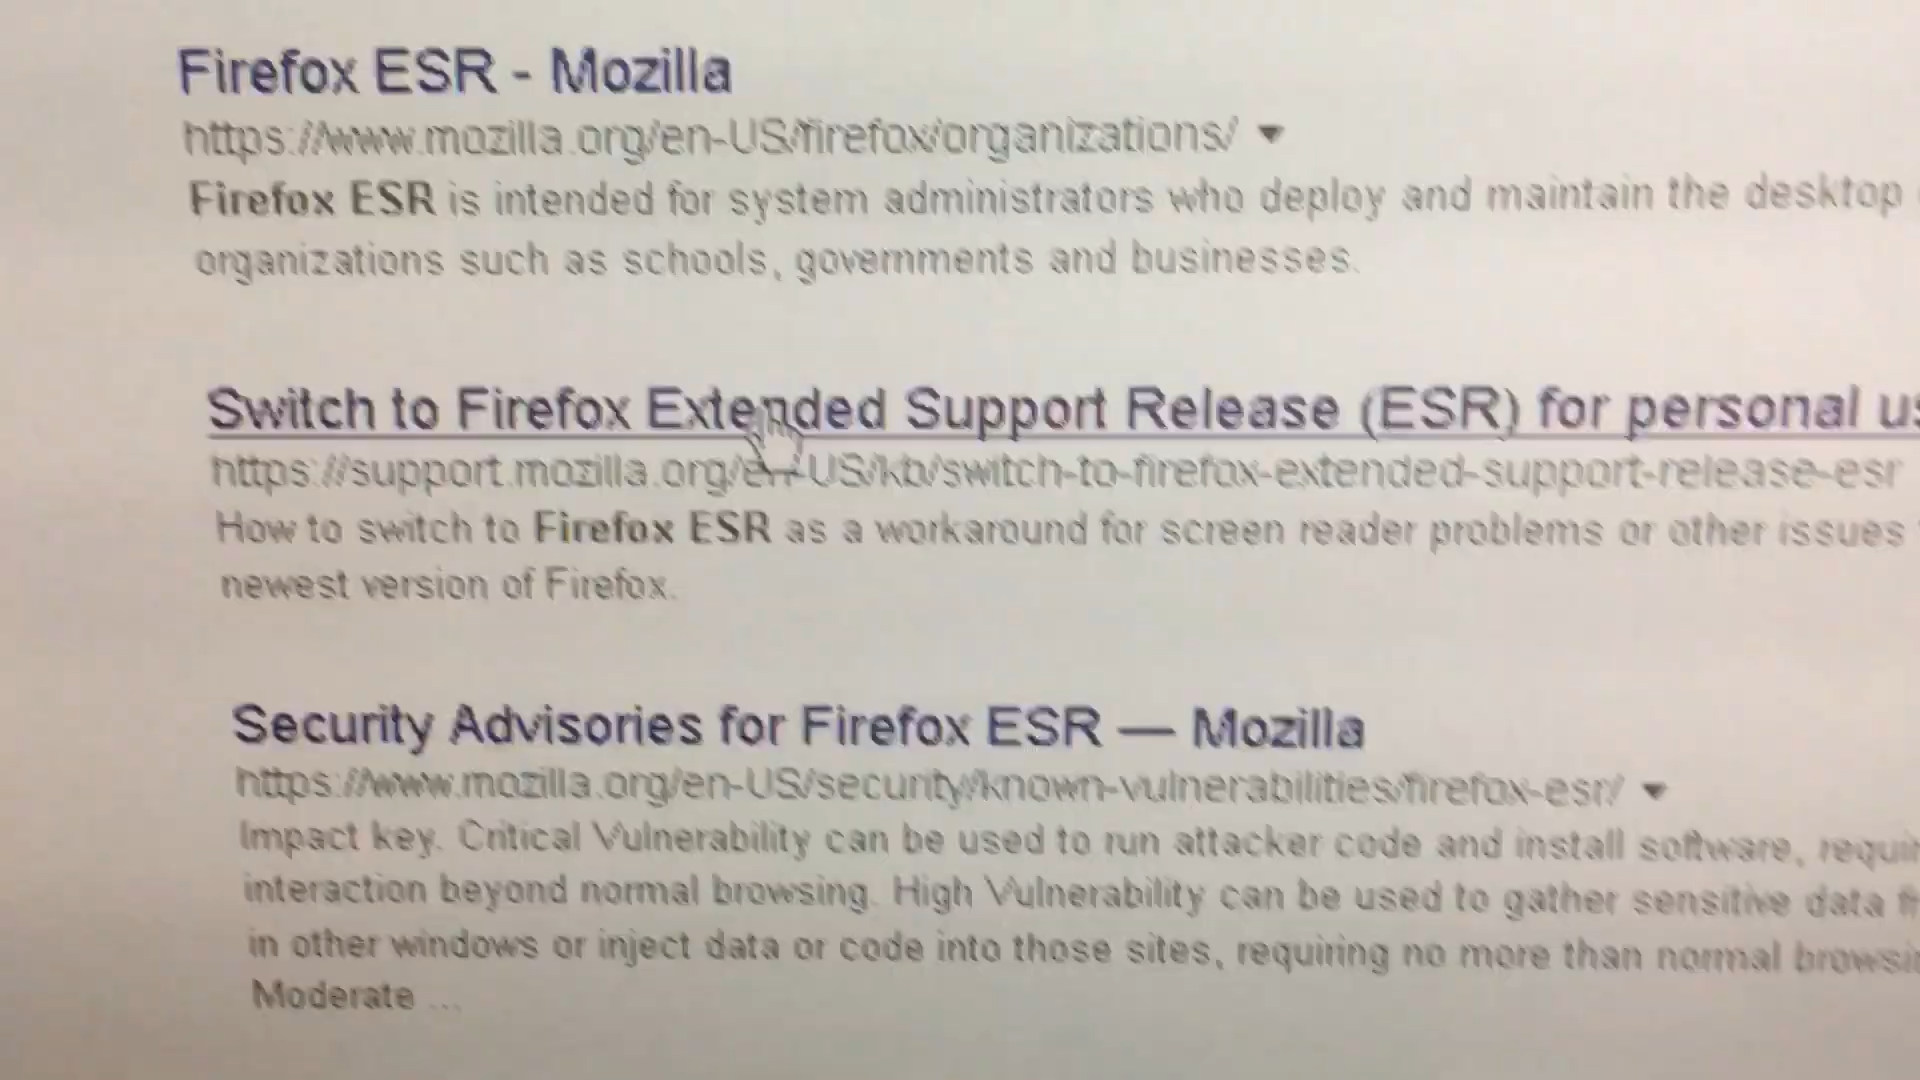 Firefox ESR - Mozilla
https://www.mozilla.org/en-US/firefox/organizations/
Firefox ESR is intended for system administrators who deploy and maintain the desktop
organizations such as schools, governments and businesses.
Switch to Firefox Extended Support Release (ESR) for personal us
https://support.mozilla.org/en-US/kb/switch-to-firefox-extended-support-release-esr
How to switch to Firefox ESR as a workaround for screen reader problems or other issues
newest version of Firefox.
Security Advisories for Firefox ESR — Mozilla
https://www.mozilla.org/en-US/security/known-vulnerabilities/firefox-esr/
Impact key. Critical Vulnerability can be used to run attacker code and install software, requir
interaction beyond normal browsing. High Vulnerability can be used to gather sensitive data
in other windows or inject data or code into those sites, requiring no more than normal browsi
Moderate ...